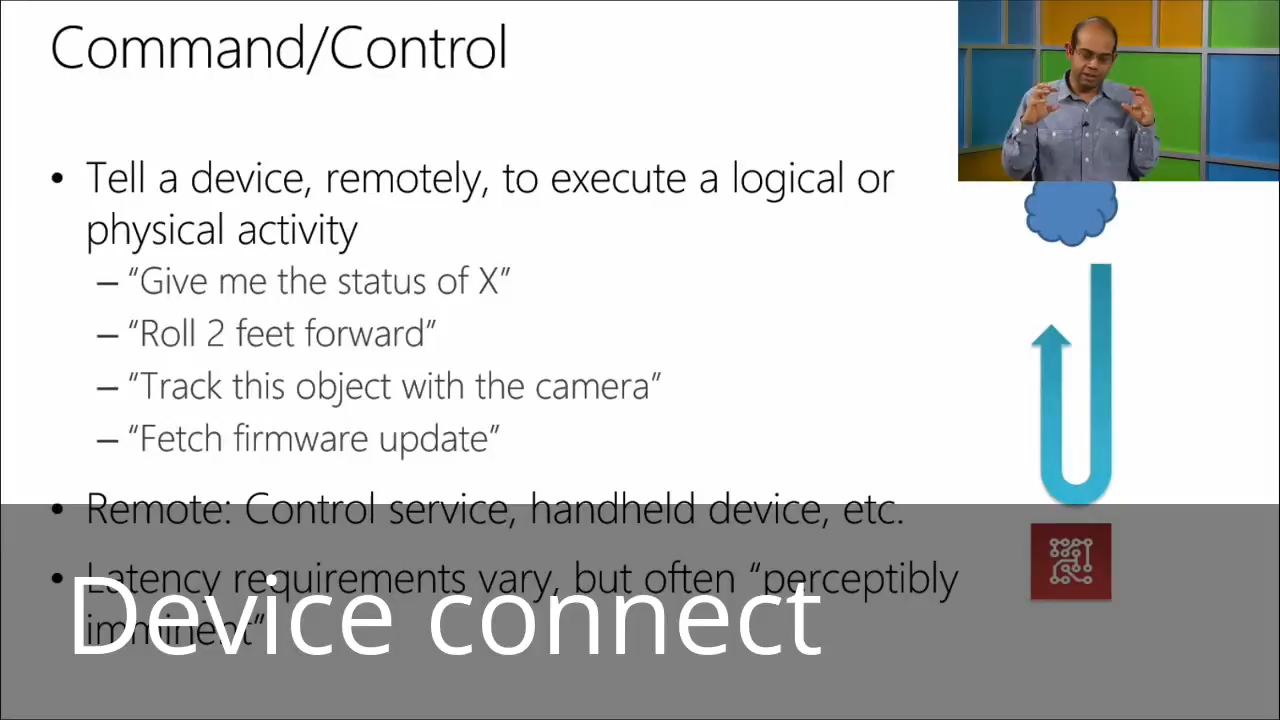 Command/Control
• Tell a device, remotely, to execute a logical or
physical activity
– “Give me the status of X”
– “Roll 2 feet forward”
– “Track this object with the camera”
– “Fetch firmware update”
• Remote: Control service, handheld device, etc.
• Latency requirements vary, but often “perceptibly
imminent”
Device connect